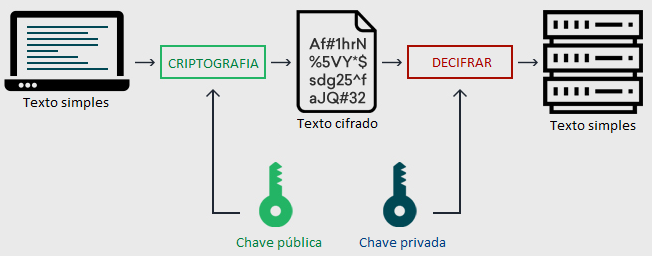 Texto simples
CRIPTOGRAFIA
Af#1hrN
%5VY*$
sdg25^f
aJQ#32
Texto cifrado
DECIFRAR
Texto simples
Chave pública
Chave privada